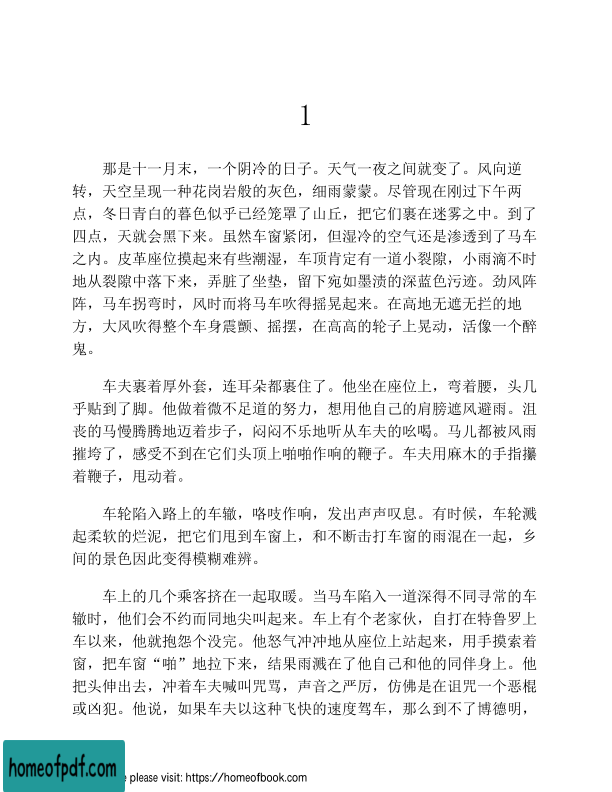 1
那是十一月末，一个阴冷的日子。天气一夜之间就变了。风向逆
转，天空呈现一种花岗岩般的灰色，细雨蒙蒙。尽管现在刚过下午两
点，冬日青白的暮色似乎已经笼罩了山丘，把它们裹在迷雾之中。到了
四点，天就会黑下来。虽然车窗紧闭，但湿冷的空气还是渗透到了马车
之内。皮革座位摸起来有些潮湿，车顶肯定有一道小裂隙，小雨滴不时
地从裂隙中落下来，弄脏了坐垫，留下宛如墨渍的深蓝色污迹。劲风阵
阵，马车拐弯时，风时而将马车吹得摇晃起来。在高地无遮无拦的地
方，大风吹得整个车身震颤、摇摆，在高高的轮子上晃动，活像一个醉
鬼。
车夫裹着厚外套，连耳朵都裹住了。他坐在座位上，弯着腰，头几
乎贴到了脚。他做着微不足道的努力，想用他自己的肩膀遮风避雨。沮
丧的马慢腾腾地迈着步子，闷闷不乐地听从车夫的吆喝。马儿都被风雨
摧垮了，感受不到在它们头顶上啪啪作响的鞭子。车夫用麻木的手指攥
着鞭子，甩动着。
车轮陷入路上的车辙，咯吱作响，发出声声叹息。有时候，车轮溅
起柔软的烂泥，把它们甩到车窗上，和不断击打车窗的雨混在一起，乡
间的景色因此变得模糊难辨。
车上的几个乘客挤在一起取暖。当马车陷入一道深得不同寻常的车
辙时，他们会不约而同地尖叫起来。车上有个老家伙，自打在特鲁罗上
车以来，他就抱怨个没完。他怒气冲冲地从座位上站起来，用手摸索着
窗，把车窗“啪”地拉下来，结果雨溅在了他自己和他的同伴身上。他
把头伸出去，冲着车夫喊叫咒骂，声音之严厉，仿佛是在诅咒一个恶棍
或凶犯。他说，如果车夫以这种飞快的速度驾车，那么到不了博德明，
homeofpdf.com
e please visit: https://homeofbook.com